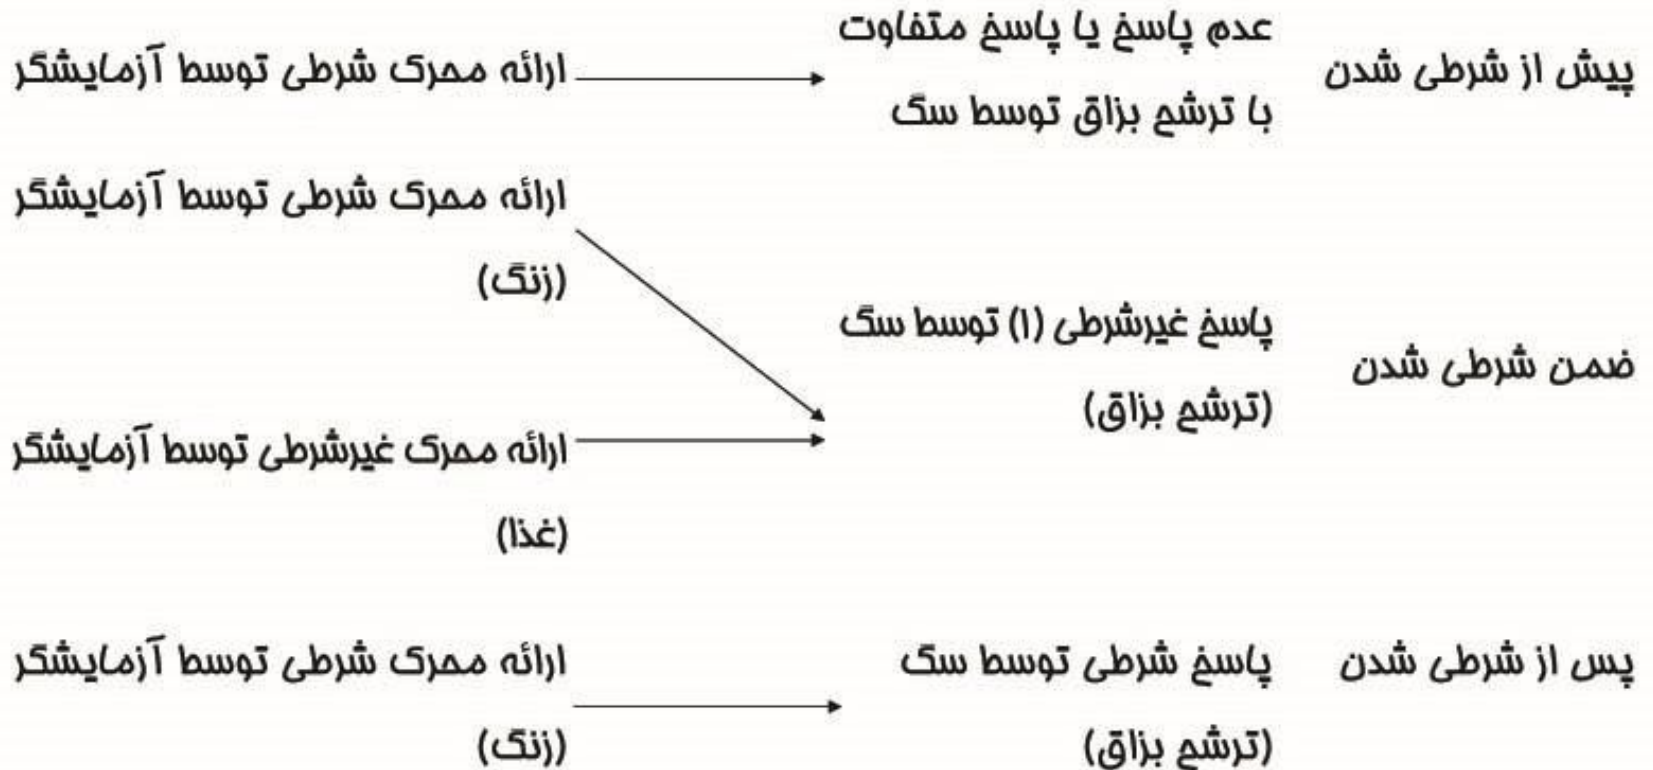 پیش از شرطی شدن
عدم پاسخ یا پاسخ متفاوت
با ترشح بزاق توسط سگ
ارائه محرک شرطی توسط آزمایشگر
ضمن شرطی شدن
پاسخ غیرشرطی (۱) توسط سگ
(ترشح بزاق)
ارائه محرک شرطی توسط آزمایشگر
(زنگ)
ارائه محرک غیرشرطی توسط آزمایشگر
(غذا)
پس از شرطی شدن
پاسخ شرطی توسط سگ
(ترشح بزاق)
ارائه محرک شرطی توسط آزمایشگر
(زنگ)